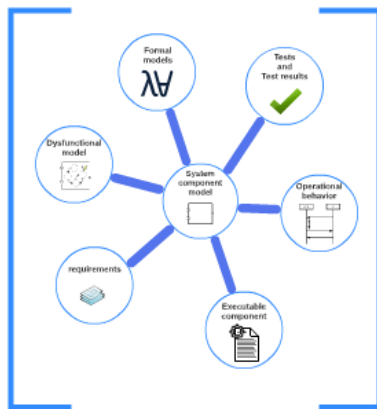 Formal
models
λ∀
Tests
and
Test results
Dysfunctional
model
System
component
model
Operational
behavior
requirements
Executable
component